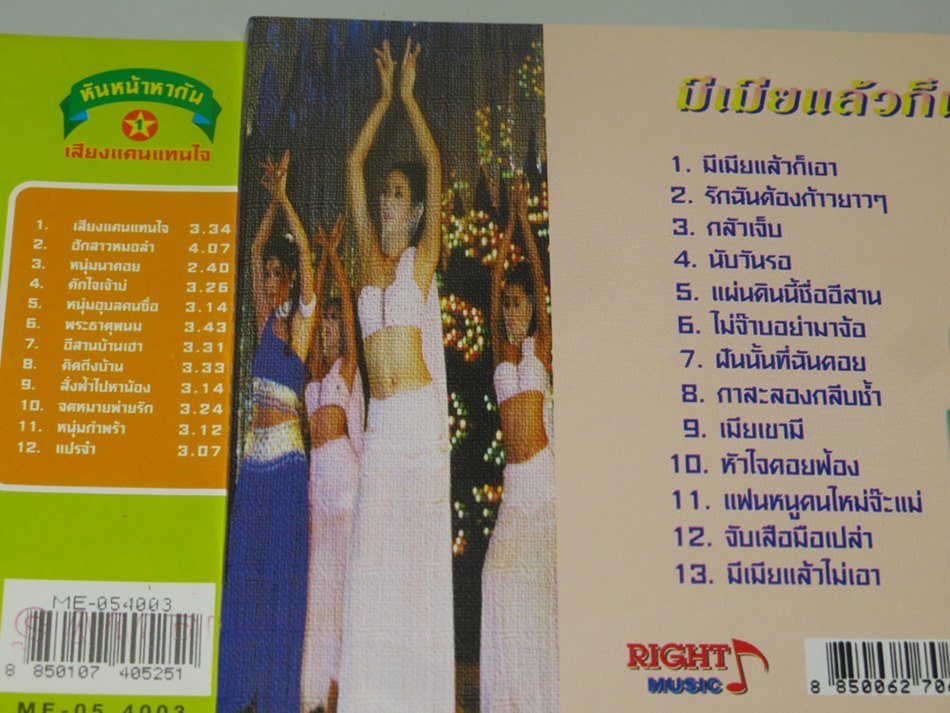 หันหน้าหากัน
1
เสียงแคนแทนใจ
1. เสียงแคนแทนใจ 3.34
2. ฮักสาวหมอลำ 4.07
3. หนุ่มนาคอย 2.40
4. คักใจเจ้าบ่ 3.26
5. หนุ่มอุบลคนซื่อ 3.14
6. พระธาตุพนม 3.43
7. อีสานบ้านเฮา 3.31
8. คิดถึงบ้าน 3.33
9. สั่งฟ้าไปหาน้อง 3.14
10. จดหมายพ่ายรัก 3.24
11. หนุ่มกำพร้า 3.12
12. แปรจำ 3.07
ME-054003
8 850107 405251
ME-05 4003
มีเมียแล้วก็เ
1. มีเมียแล้วก็เอา
2. รักฉันต้องก้าวยาวๆ
3. กลัวเจ็บ
4. นับวันรอ
5. แผ่นดินนี้ชื่ออีสาน
6. ไม่จ๊าบอย่ามาจ้อ
7. ฝันนั้นที่ฉันคอย
8. กาสะลองกลีบช้ำ
9. เมียเขามี
10. หัวใจคอยฟ้อง
11. แฟนหนูคนใหม่จ๊ะแม่
12. จับเสือมือเปล่า
13. มีเมียแล้วไม่เอา
RIGHT
MUSIC
8 850062 70